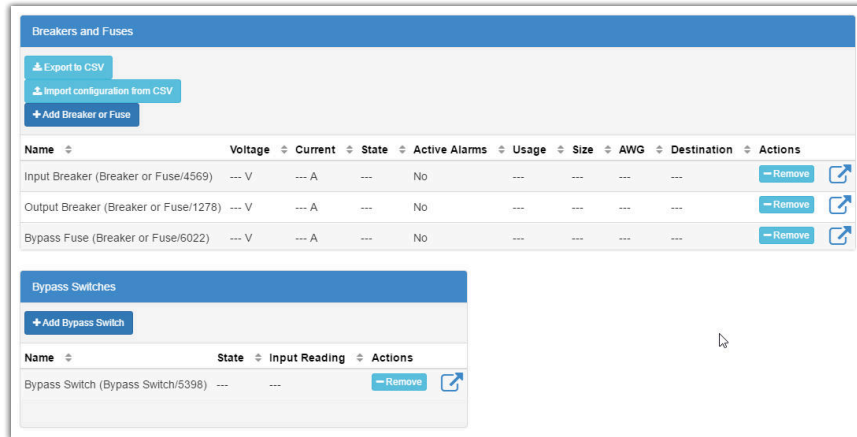 Breakers and Fuses
Export to CSV
Import configuration from CSV
Add Breaker or Fuse
Name Voltage Current State Active Alarms Usage Size AWG Destination Actions
Input Breaker (Breaker or Fuse/4569) --- V --- A --- No --- --- --- --- Remove
Output Breaker (Breaker or Fuse/1278) --- V --- A --- No --- --- --- --- Remove
Bypass Fuse (Breaker or Fuse/6022) --- V --- A --- No --- --- --- --- Remove
Bypass Switches
Add Bypass Switch
Name State Input Reading Actions
Bypass Switch (Bypass Switch/5398) --- --- Remove